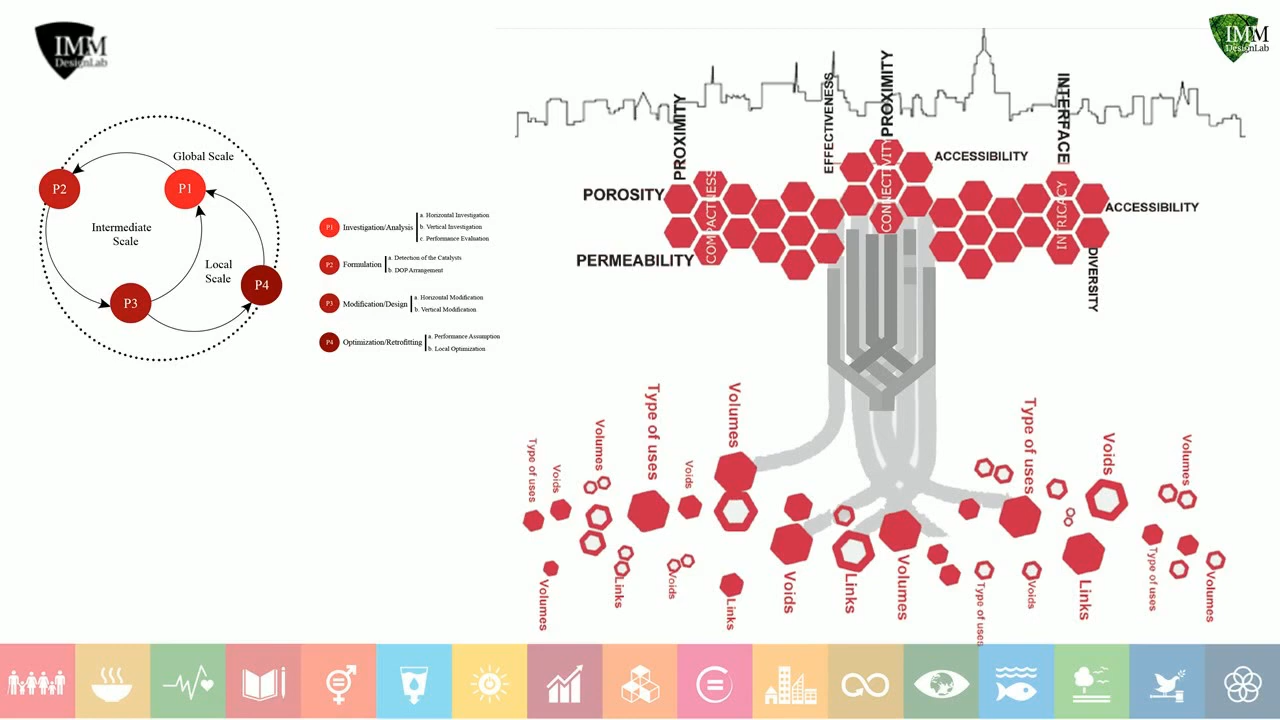 IMM
DesignLab
IMM
DesignLab
Global Scale
P2
P1
Intermediate
Scale
Local
Scale
P4
P3
P1
Investigation/Analysis
a. Horizontal Investigation
b. Vertical Investigation
c. Performance Evaluation
P2
Formulation
a. Detection of the Catalysts
b. DOP Arrangement
P3
Modification/Design
a. Horizontal Modification
b. Vertical Modification
P4
Optimization/Retrofitting
a. Performance Assumption
b. Local Optimization
PROXIMITY
EFFECTIVENESS
PROXIMITY
INTERFACE
ACCESSIBILITY
POROSITY
COMPACTNESS
CONNECTIVITY
INTRICACY
ACCESSIBILITY
PERMEABILITY
DIVERSITY
Type of uses
Voids
Volumes
Type of uses
Voids
Volumes
Type of uses
Voids
Volumes
Volumes
Links
Voids
Links
Voids
Links
Volumes
Type of uses
Voids
Links
Type of uses
Volumes